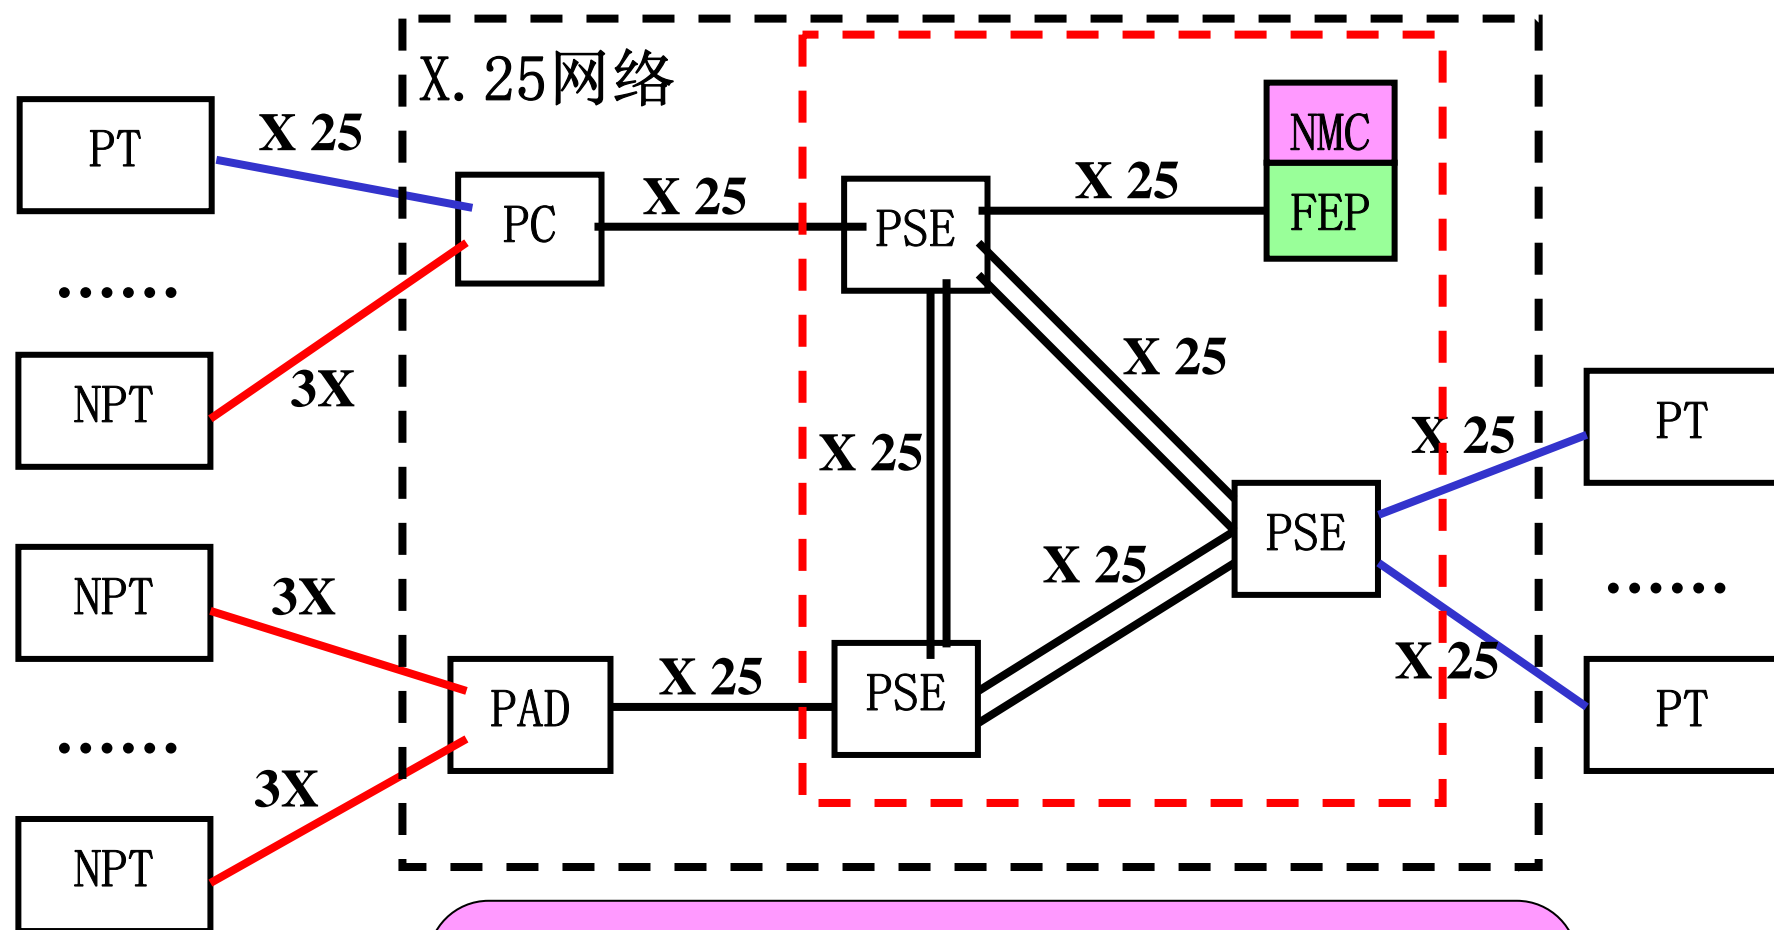 X.25网络
PT
X 25
PC
X 25
PSE
X 25
NMC
FEP
......
NPT
3X
X 25
X 25
X 25
PT
X 25
PSE
......
NPT
3X
PAD
X 25
PSE
X 25
PT
......
3X
NPT